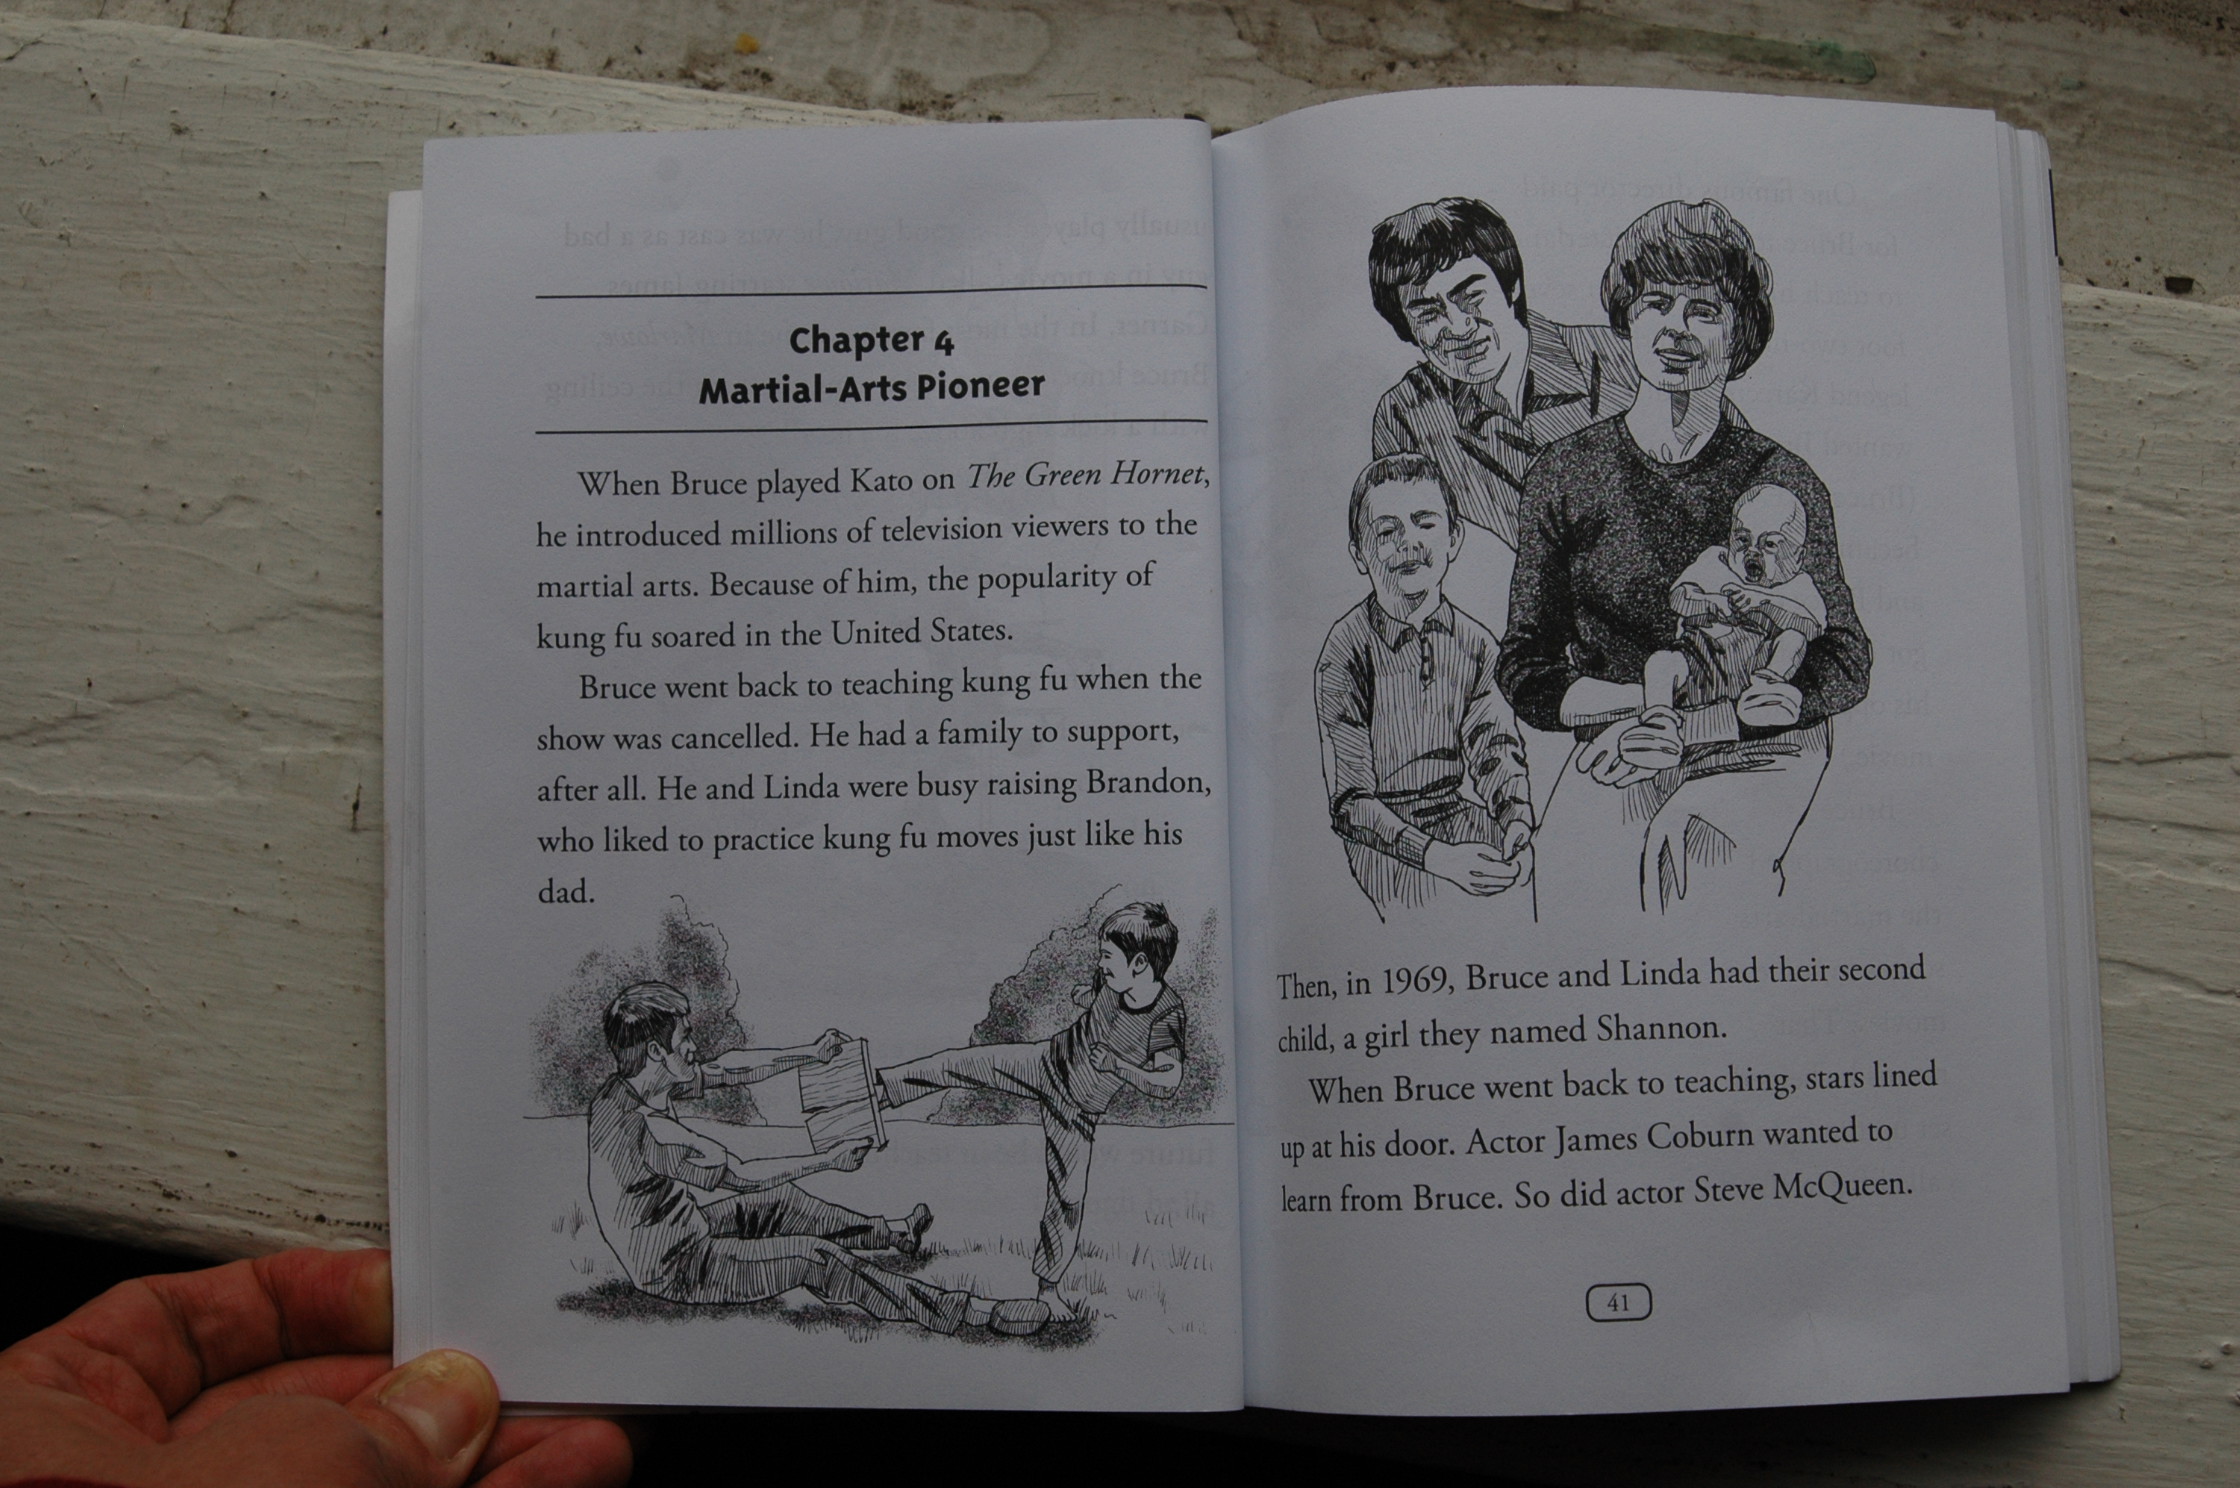 Chapter 4
Martial-Arts Pioneer
When Bruce played Kato on The Green Hornet,
he introduced millions of television viewers to the
martial arts. Because of him, the popularity of
kung fu soared in the United States.
Bruce went back to teaching kung fu when the
show was cancelled. He had a family to support,
after all. He and Linda were busy raising Brandon,
who liked to practice kung fu moves just like his
dad.
Then, in 1969, Bruce and Linda had their second
child, a girl they named Shannon.
When Bruce went back to teaching, stars lined
up at his door. Actor James Coburn wanted to
learn from Bruce. So did actor Steve McQueen.
41